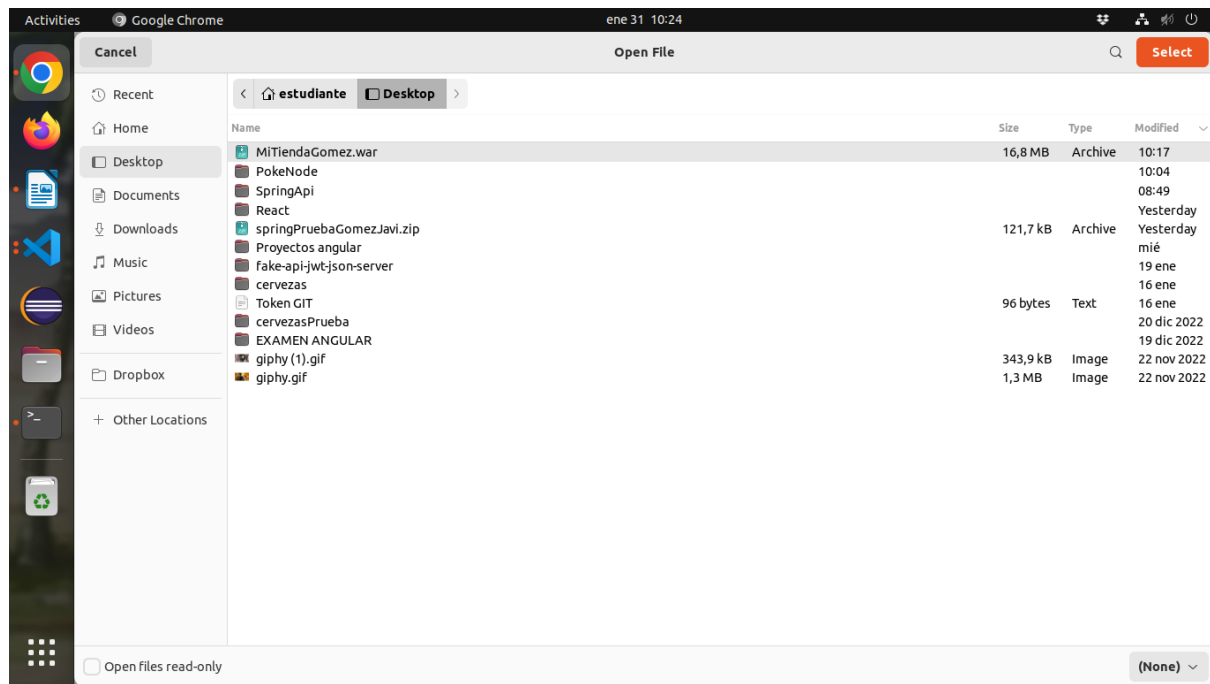 Activities Google Chrome ene 31 10:24
Cancel Open File Select
Recent
Home
Desktop
Documents
Downloads
Music
Pictures
Videos
Dropbox
Other Locations
estudiante Desktop
Name Size Type Modified
MiTiendaGomez.war 16,8 MB Archive 10:17
PokeNode 10:04
SpringApi 08:49
React Yesterday
springPruebaGomezJavi.zip 121,7 kB Archive Yesterday
Proyectos angular mié
fake-api-jwt-json-server 19 ene
cervezas 16 ene
Token GIT 96 bytes Text 16 ene
cervezasPrueba 20 dic 2022
EXAMEN ANGULAR 19 dic 2022
giphy (1).gif 343,9 kB Image 22 nov 2022
giphy.gif 1,3 MB Image 22 nov 2022
Open files read-only (None)